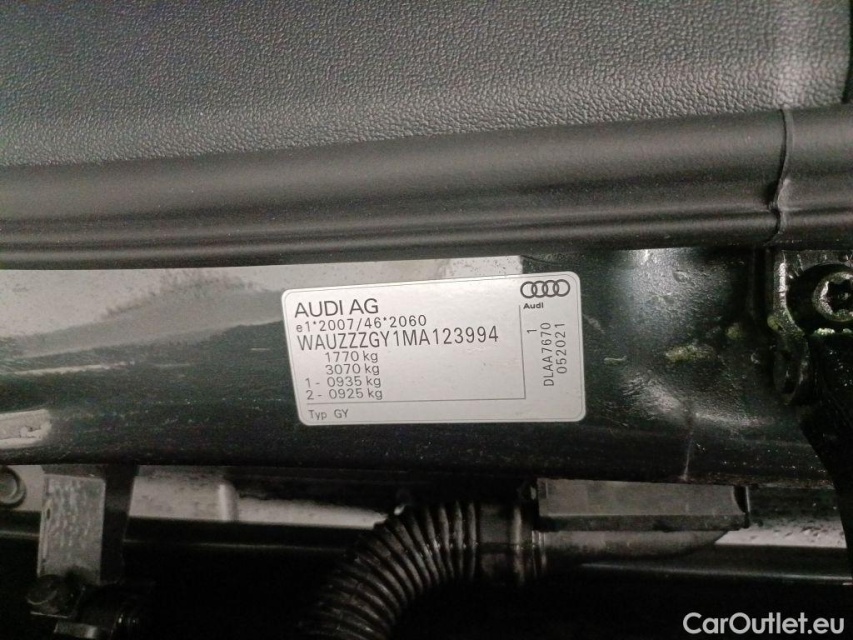 AUDI AG
e1*2007/46*2060
WAUZZZGY1MA123994
1770 kg
3070 kg
1 - 0935 kg
2 - 0925 kg
Typ GY
Audi
1
DLAA7670
052021
CarOutlet.eu